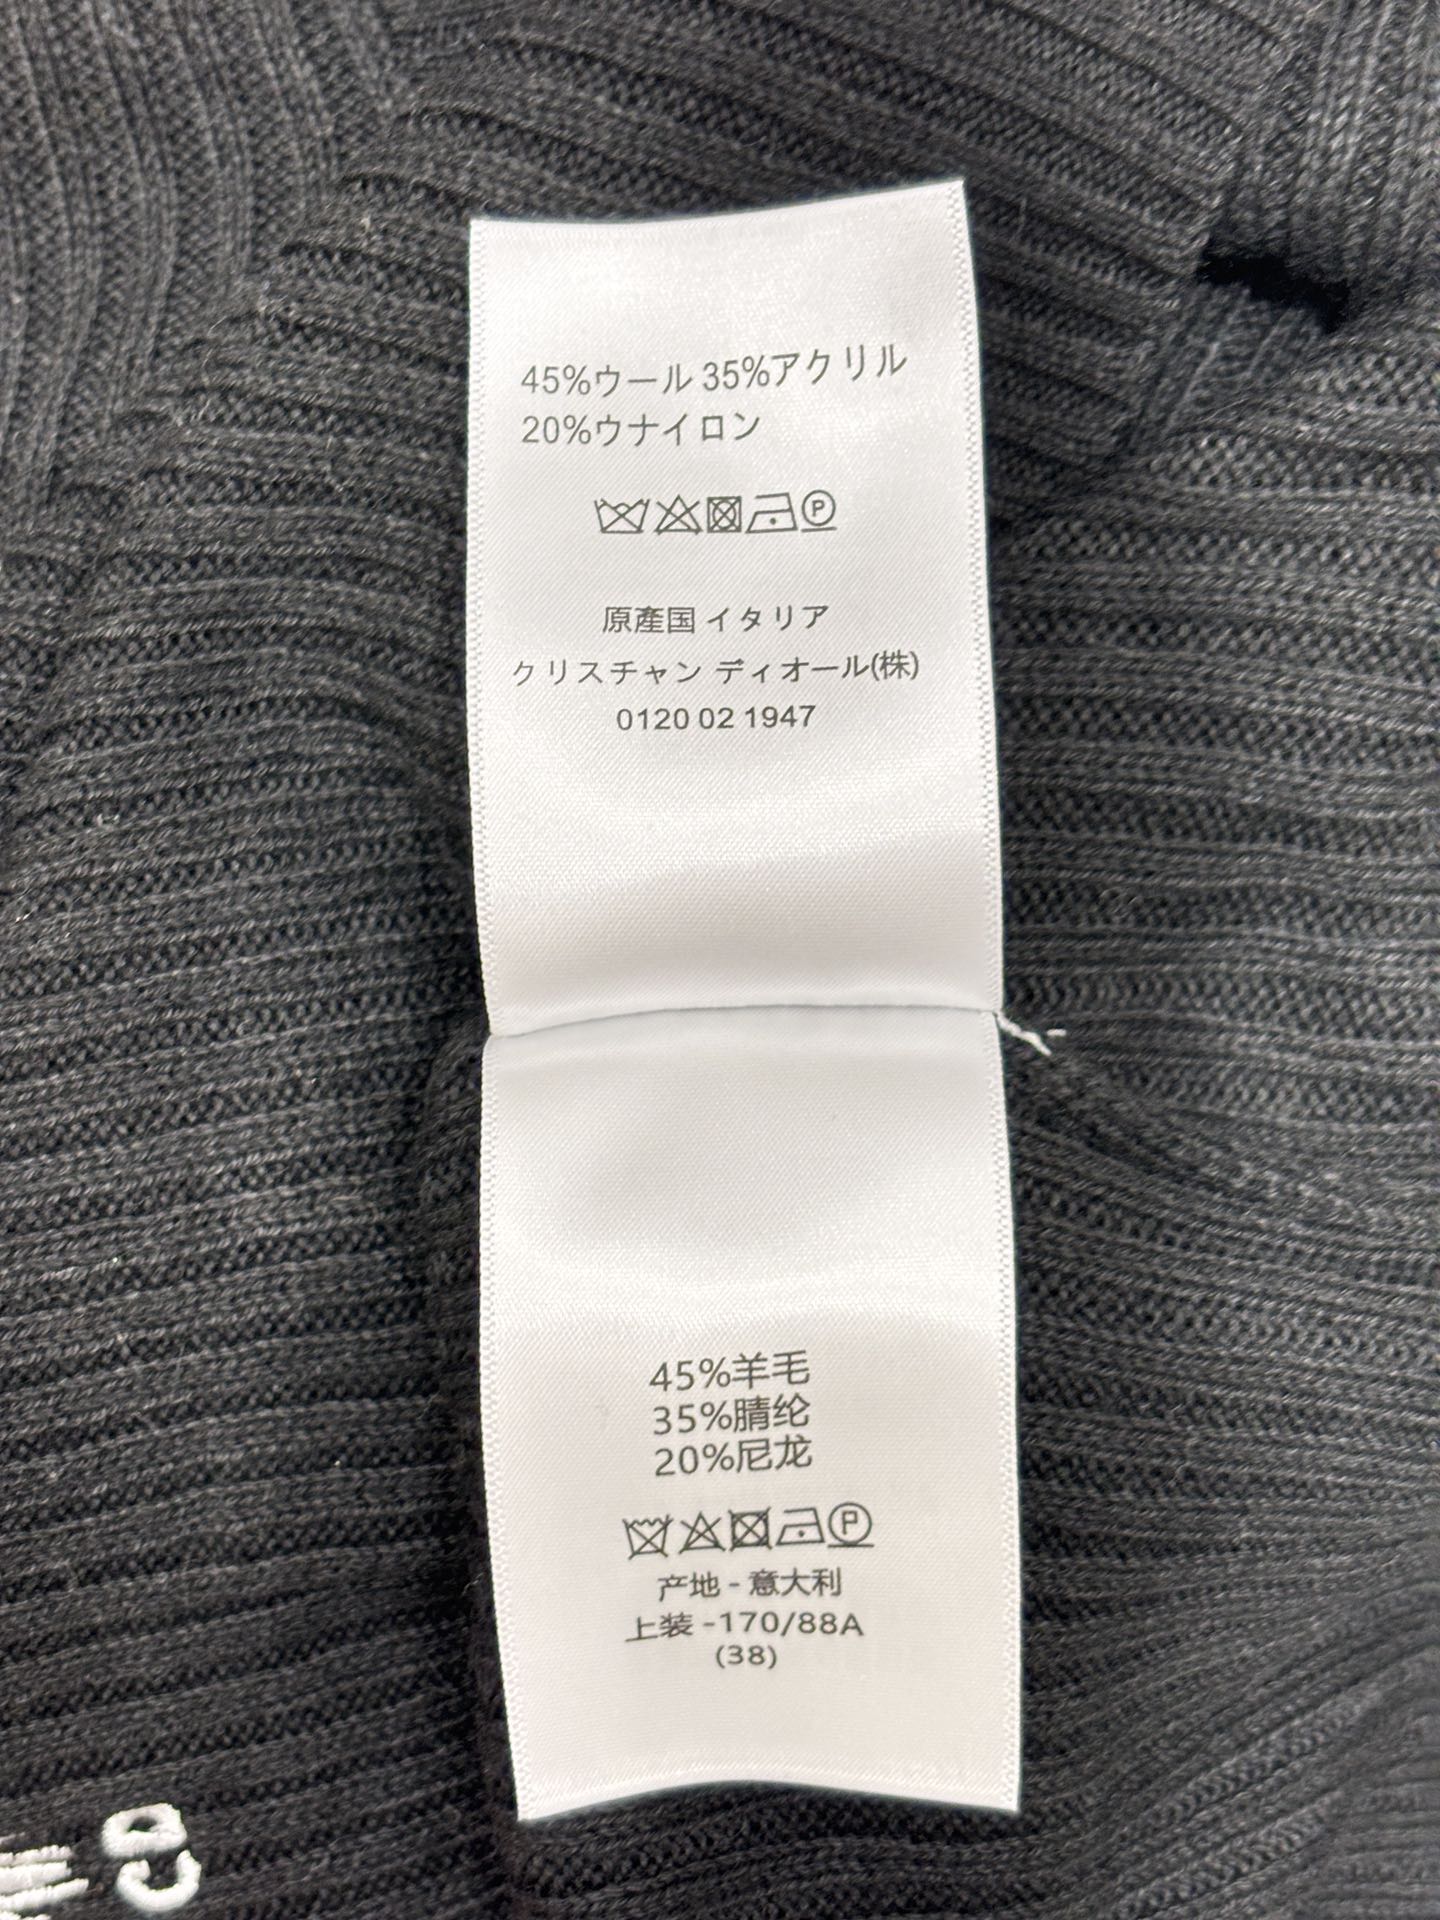 45%ウール 35%アクリル
20%ウナイロン
原產国 イタリア
クリスチャン ディオール(株)
0120 02 1947
45%羊毛
35%腈纶
20%尼龙
产地 - 意大利
上装 -170/88A
(38)